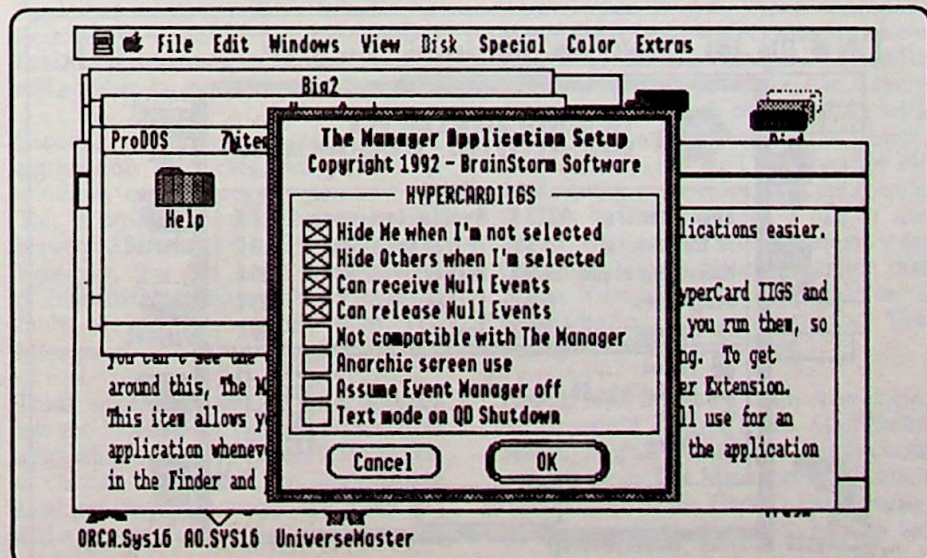 File Edit Windows View Disk Special Color Extras
Big2
ProDOS
Help
The Manager Application Setup
Copyright 1992 - BrainStorm Software
HYPERCARDIIGS
Hide Me when I'm not selected
Hide Others when I'm selected
Can receive Null Events
Can release Null Events
Not compatible with The Manager
Anarchic screen use
Assume Event Manager off
Text mode on QD Shutdown
Cancel
OK
lications easier.
yperCard IIGS and
you run them, so
you can't see the
ng. To get
around this, The M
er Extension.
This item allows y
ll use for an
application whenev
the application
in the Finder and
ORCA.Sys16 AO.SYS16 UniverseMaster